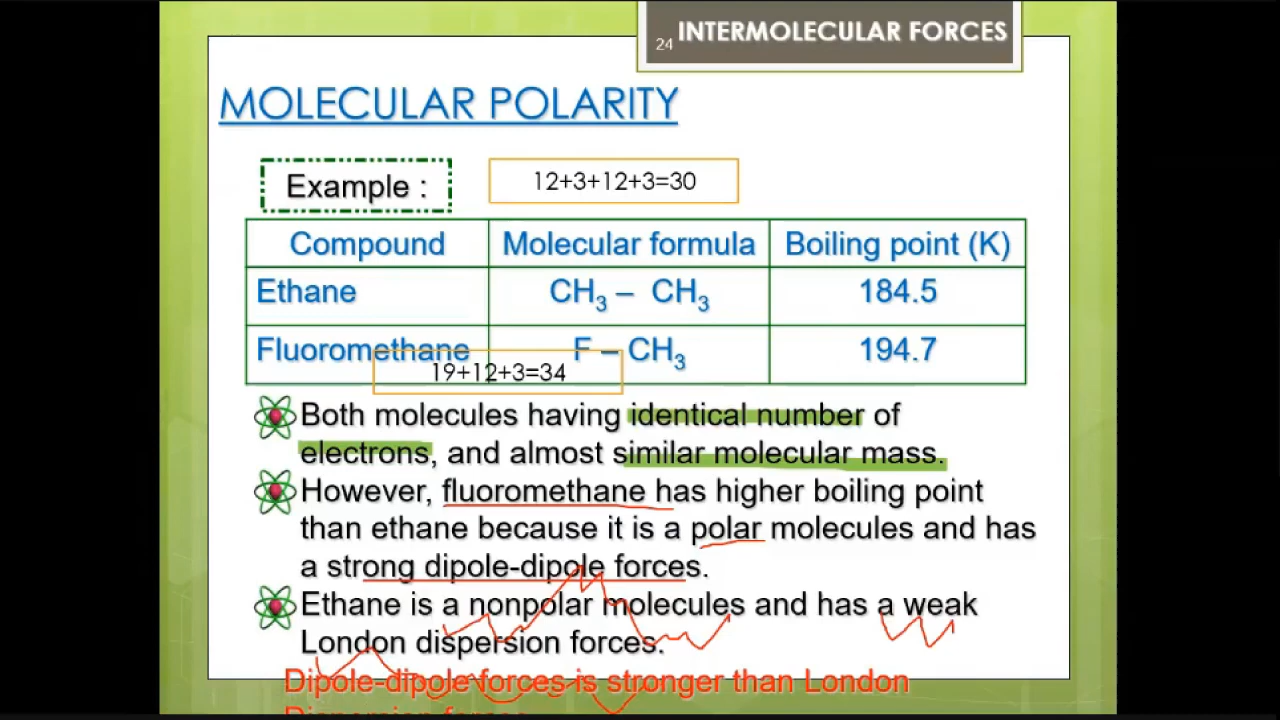 24 INTERMOLECULAR FORCES
MOLECULAR POLARITY
Example :
12+3+12+3=30
Compound Molecular formula Boiling point (K)
Ethane CH3 – CH3 184.5
Fluoromethane F – CH3 194.7
19+12+3=34
Both molecules having identical number of
electrons, and almost similar molecular mass.
However, fluoromethane has higher boiling point
than ethane because it is a polar molecules and has
a strong dipole-dipole forces.
Ethane is a nonpolar molecules and has a weak
London dispersion forces.
Dipole-dipole forces is stronger than London
Dispersion forces